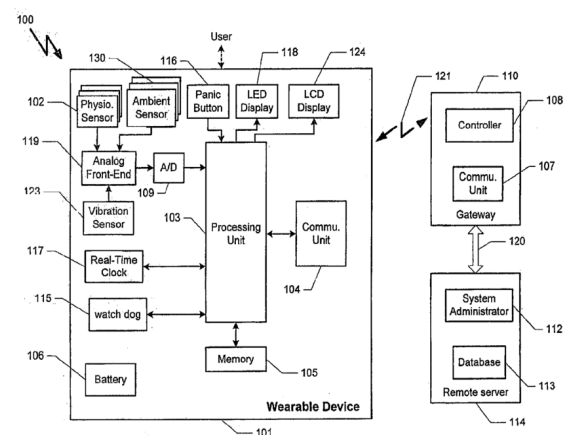 100
User
130
116
118
124
102
Physio.
Sensor
Ambient
Sensor
Panic
Button
LED
Display
LCD
Display
121
110
108
Controller
119
Analog
Front-End
A/D
109
107
Commu.
Unit
Gateway
123
Vibration
Sensor
103
Processing
Unit
Commu.
Unit
104
117
Real-Time
Clock
120
115
watch dog
System
Administrator
112
106
Battery
Memory
105
Database
113
Wearable Device
Remote server
101
114